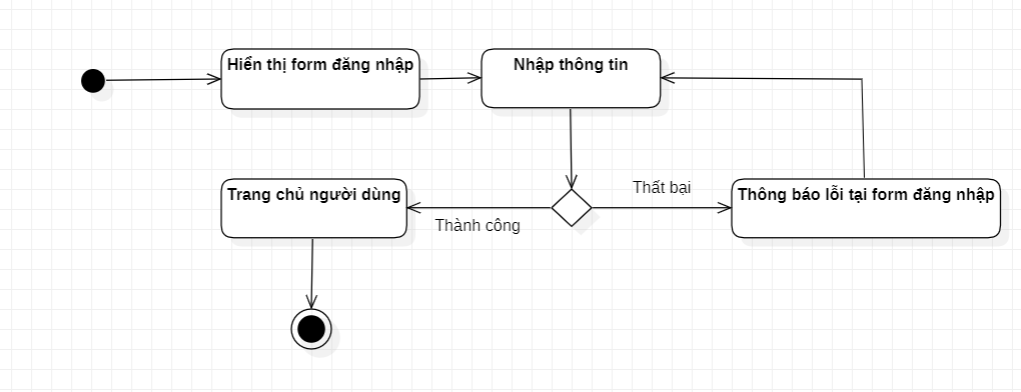 Hiển thị form đăng nhập
Nhập thông tin
Thất bại
Trang chủ người dùng
Thông báo lỗi tại form đăng nhập
Thành công